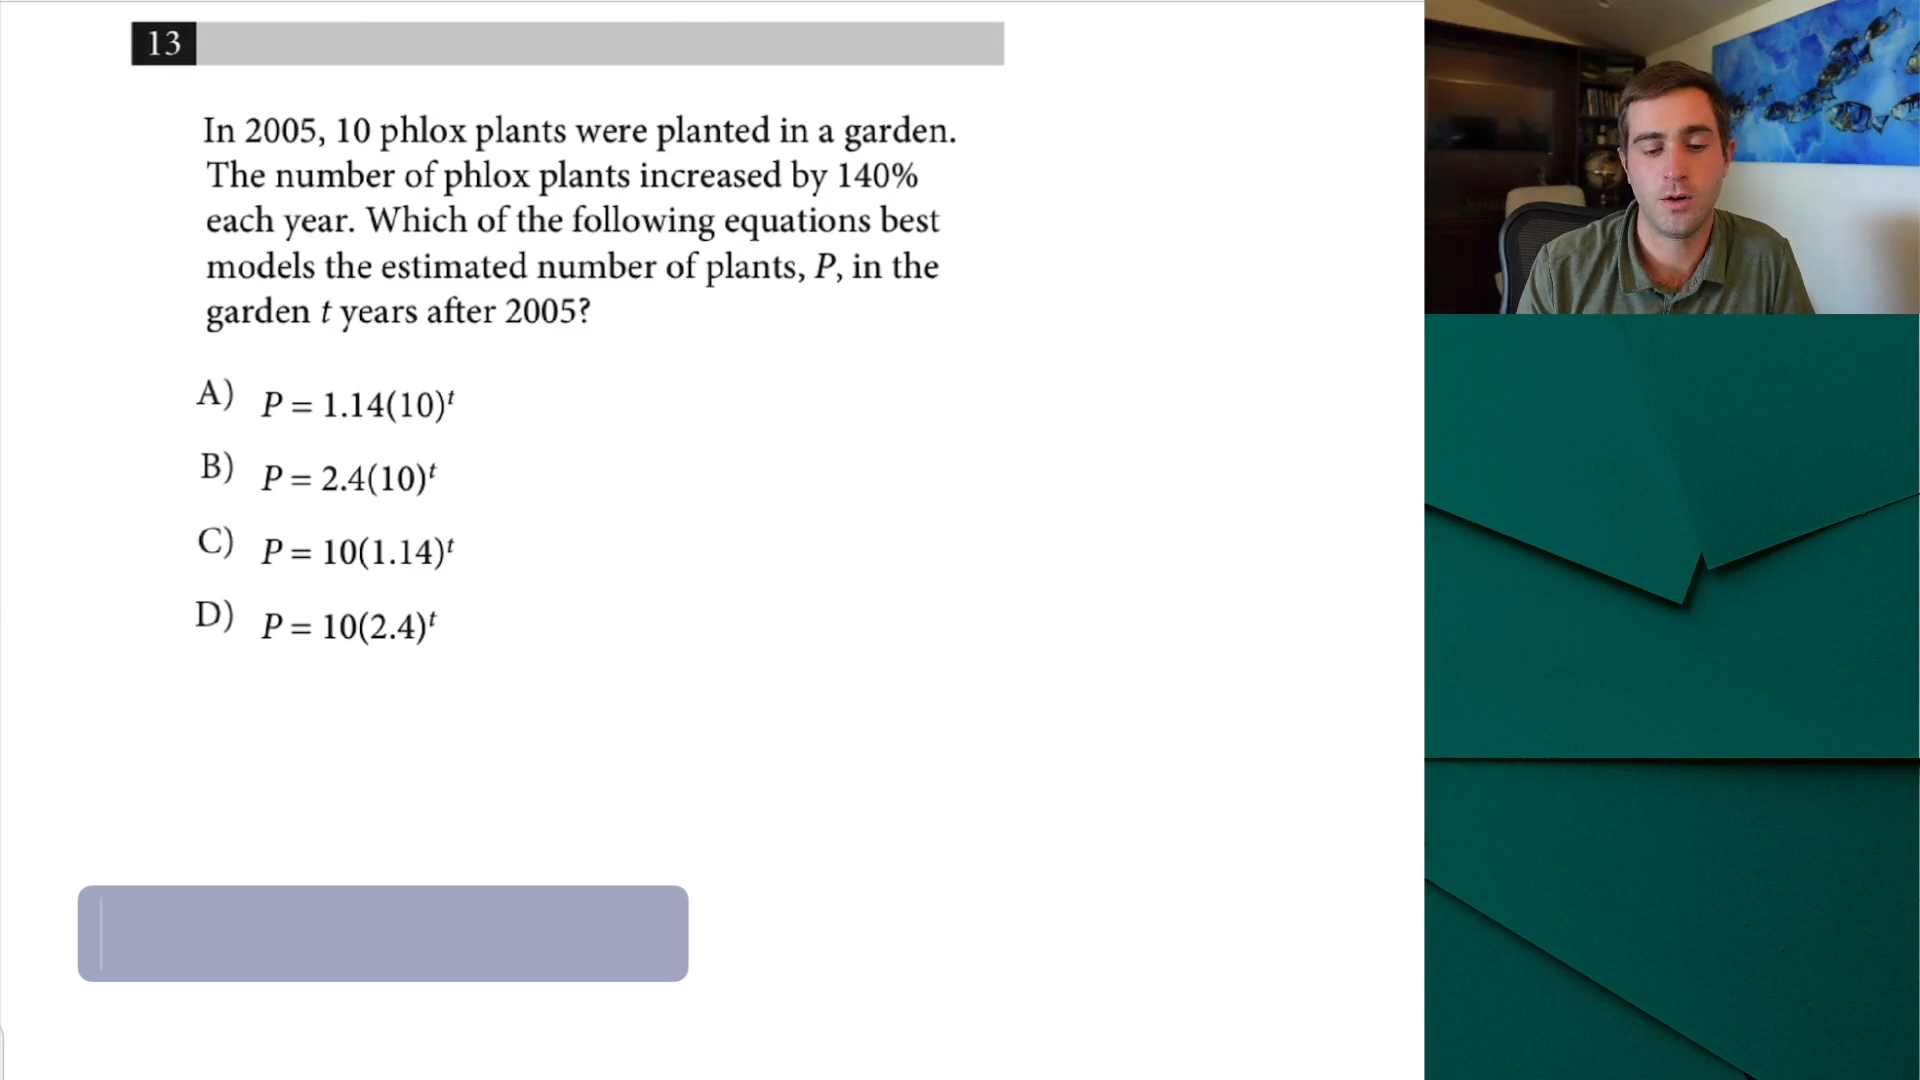 13
In 2005, 10 phlox plants were planted in a garden.
The number of phlox plants increased by 140%
each year. Which of the following equations best
models the estimated number of plants, P, in the
garden t years after 2005?
A) P = 1.14(10)^t
B) P = 2.4(10)^t
C) P = 10(1.14)^t
D) P = 10(2.4)^t